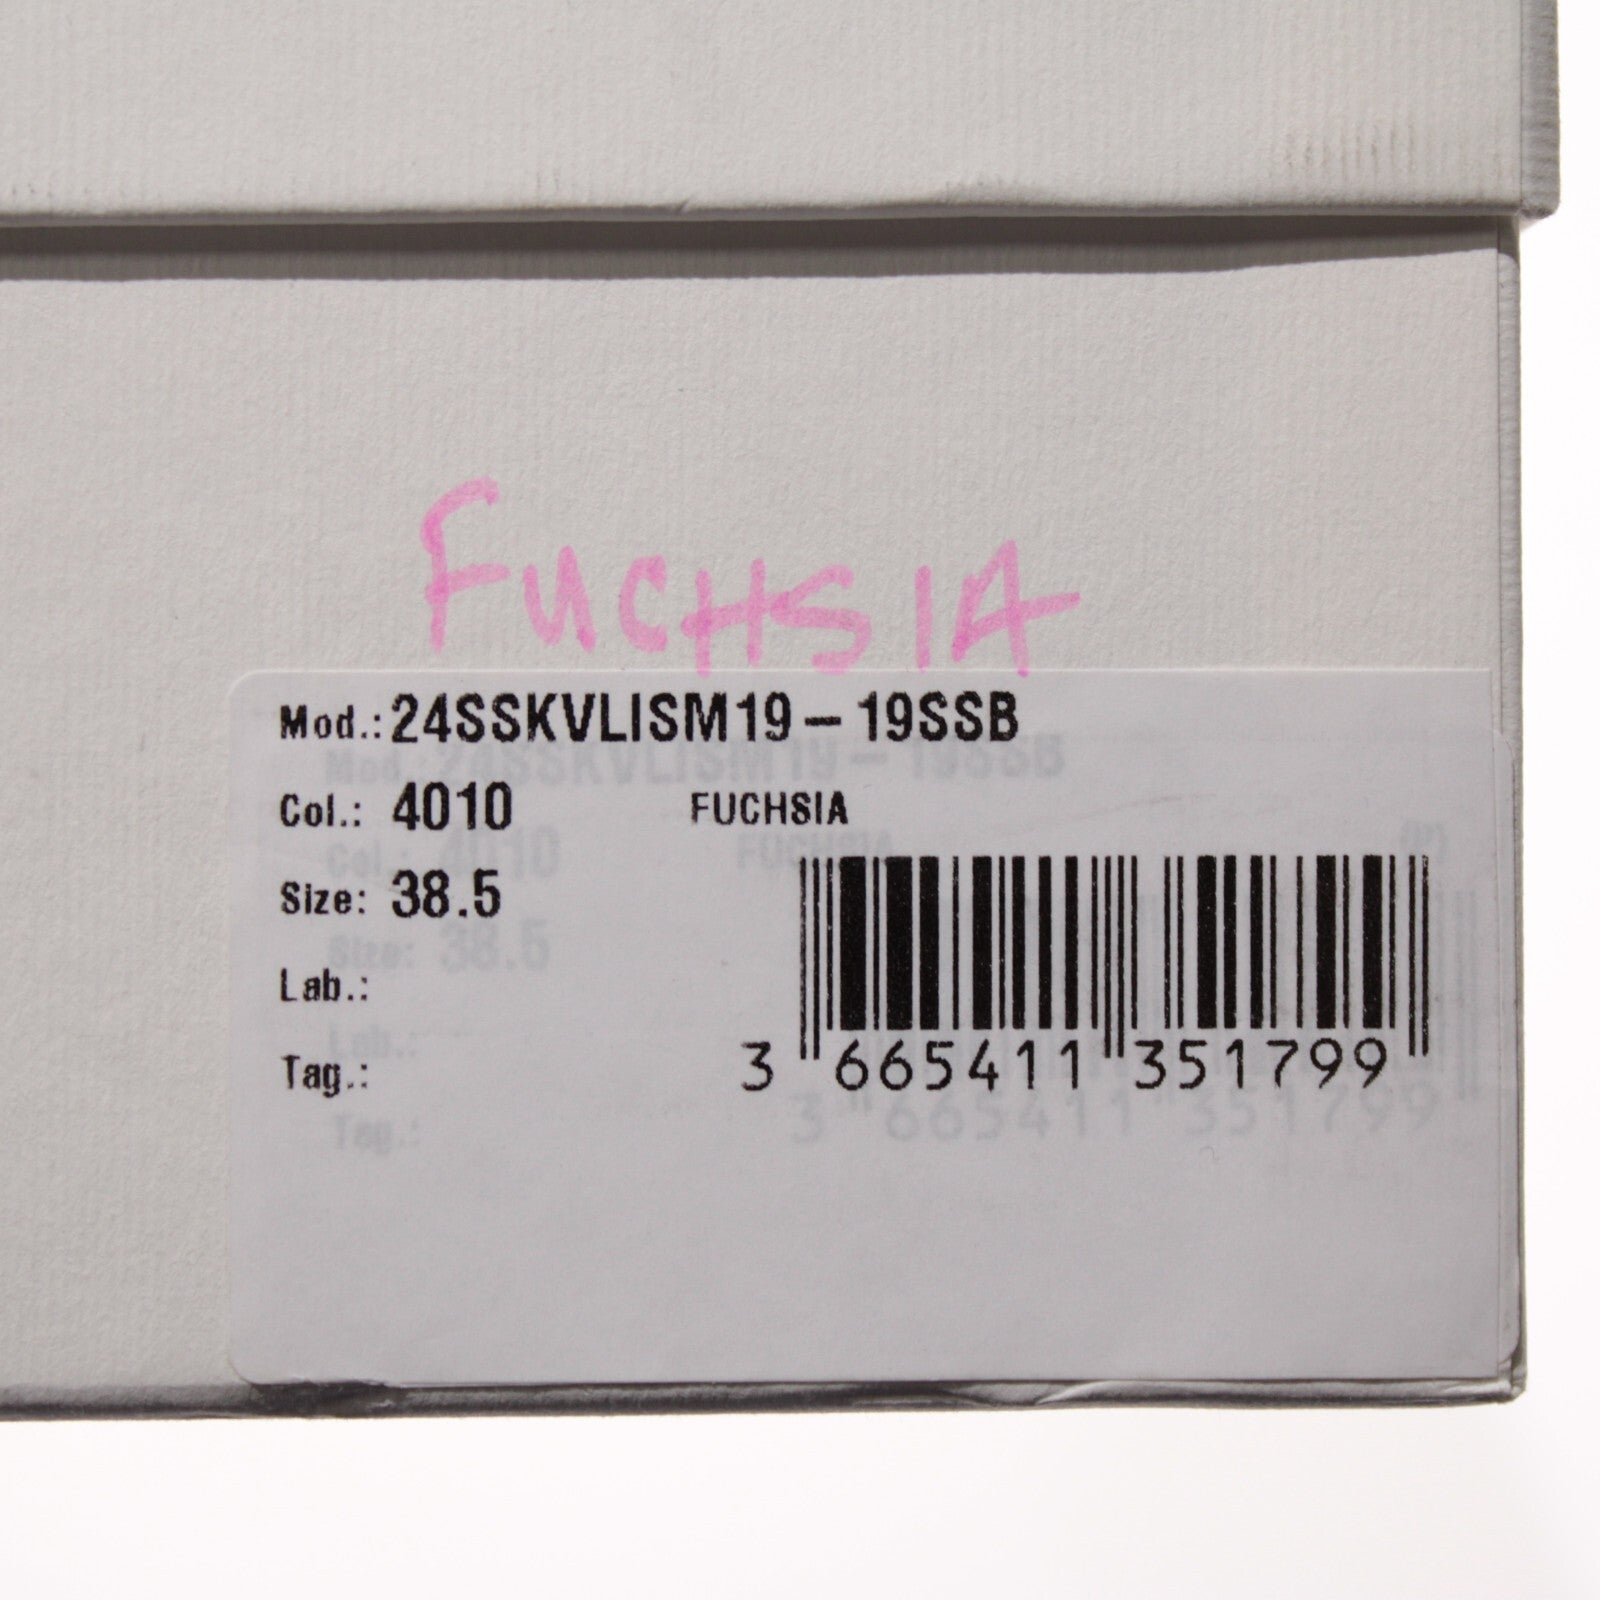 FUCHSIA
Mod.: 24SSKVLISM19-19SSB
Col.: 4010 FUCHSIA
Size: 38.5
Lab.:
Tag.:
3 665411 351799